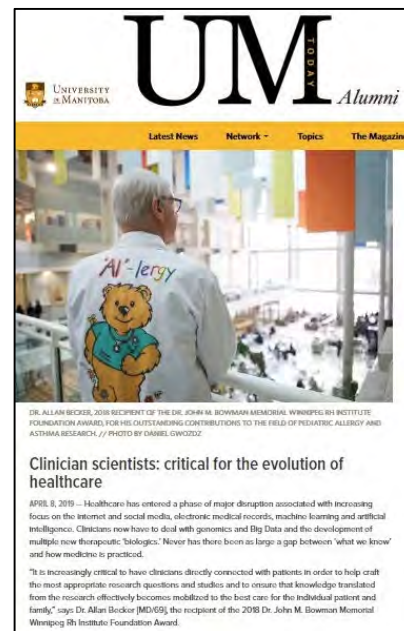 UM
TODAY
UNIVERSITY
OF MANITOBA
Alumni
Latest News Network Topics The Magazine
"Al"-lergy
DR. ALLAN BECKER, 2018 RECIPIENT OF THE DR. JOHN M. BOWMAN MEMORIAL WINNIPEG RH INSTITUTE
FOUNDATION AWARD, FOR HIS OUTSTANDING CONTRIBUTIONS TO THE FIELD OF PEDIATRIC ALLERGY AND
ASTHMA RESEARCH. // PHOTO BY DANIEL GWOZDZ
Clinician scientists: critical for the evolution of
healthcare
APRIL 8, 2019 — Healthcare has entered a phase of major disruption associated with increasing
focus on the internet and social media, electronic medical records, machine learning and artificial
intelligence. Clinicians now have to deal with genomics and Big Data and the development of
multiple new therapeutic 'biologics.' Never has there been as large a gap between 'what we know'
and how medicine is practiced.
"It is increasingly critical to have clinicians directly connected with patients in order to help craft
the most appropriate research questions and studies and to ensure that knowledge translated
from the research effectively becomes mobilized to the best care for the individual patient and
family," says Dr. Allan Becker [MD/69], the recipient of the 2018 Dr. John M. Bowman Memorial
Winnipeg Rh Institute Foundation Award.